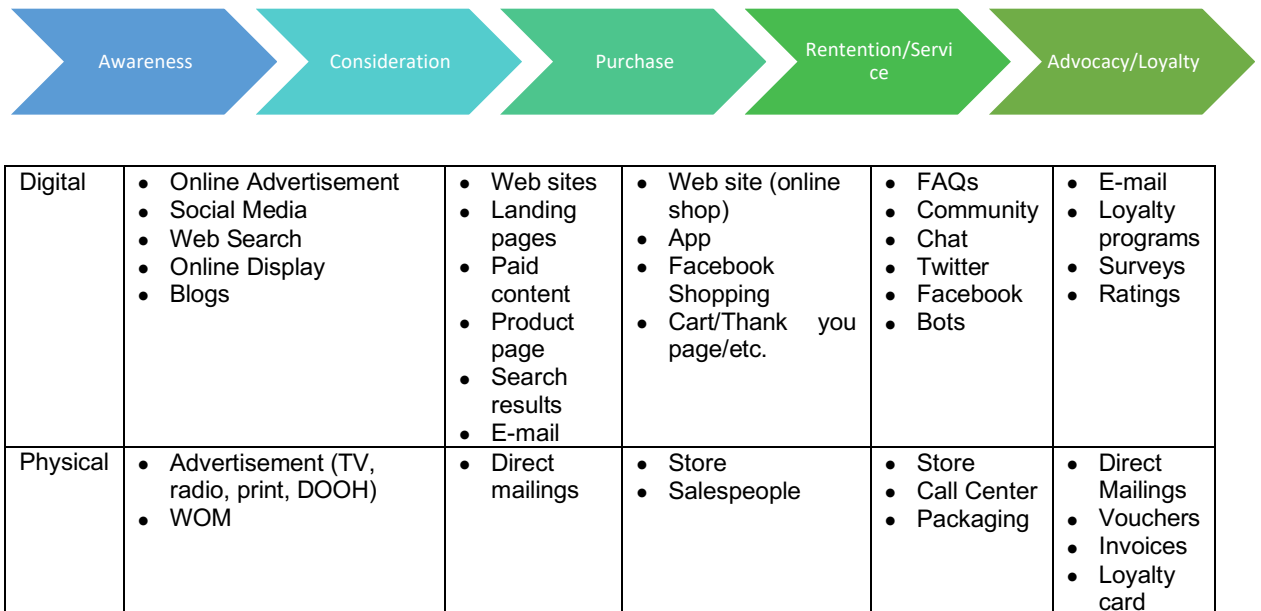 Awareness
Consideration
Purchase
Rentention/Servi
ce
Advocacy/Loyalty
Digital
• Online Advertisement
• Social Media
• Web Search
• Online Display
• Blogs
• Web sites
• Landing
pages
• Paid
content
• Product
page
• Search
results
• E-mail
• Web site (online
shop)
• App
• Facebook
Shopping
• Cart/Thank you
page/etc.
• FAQs
• Community
• Chat
• Twitter
• Facebook
• Bots
• E-mail
• Loyalty
programs
• Surveys
• Ratings
Physical
• Advertisement (TV,
radio, print, DOOH)
• WOM
• Direct
mailings
• Store
• Salespeople
• Store
• Call Center
• Packaging
• Direct
Mailings
• Vouchers
• Invoices
• Loyalty
card